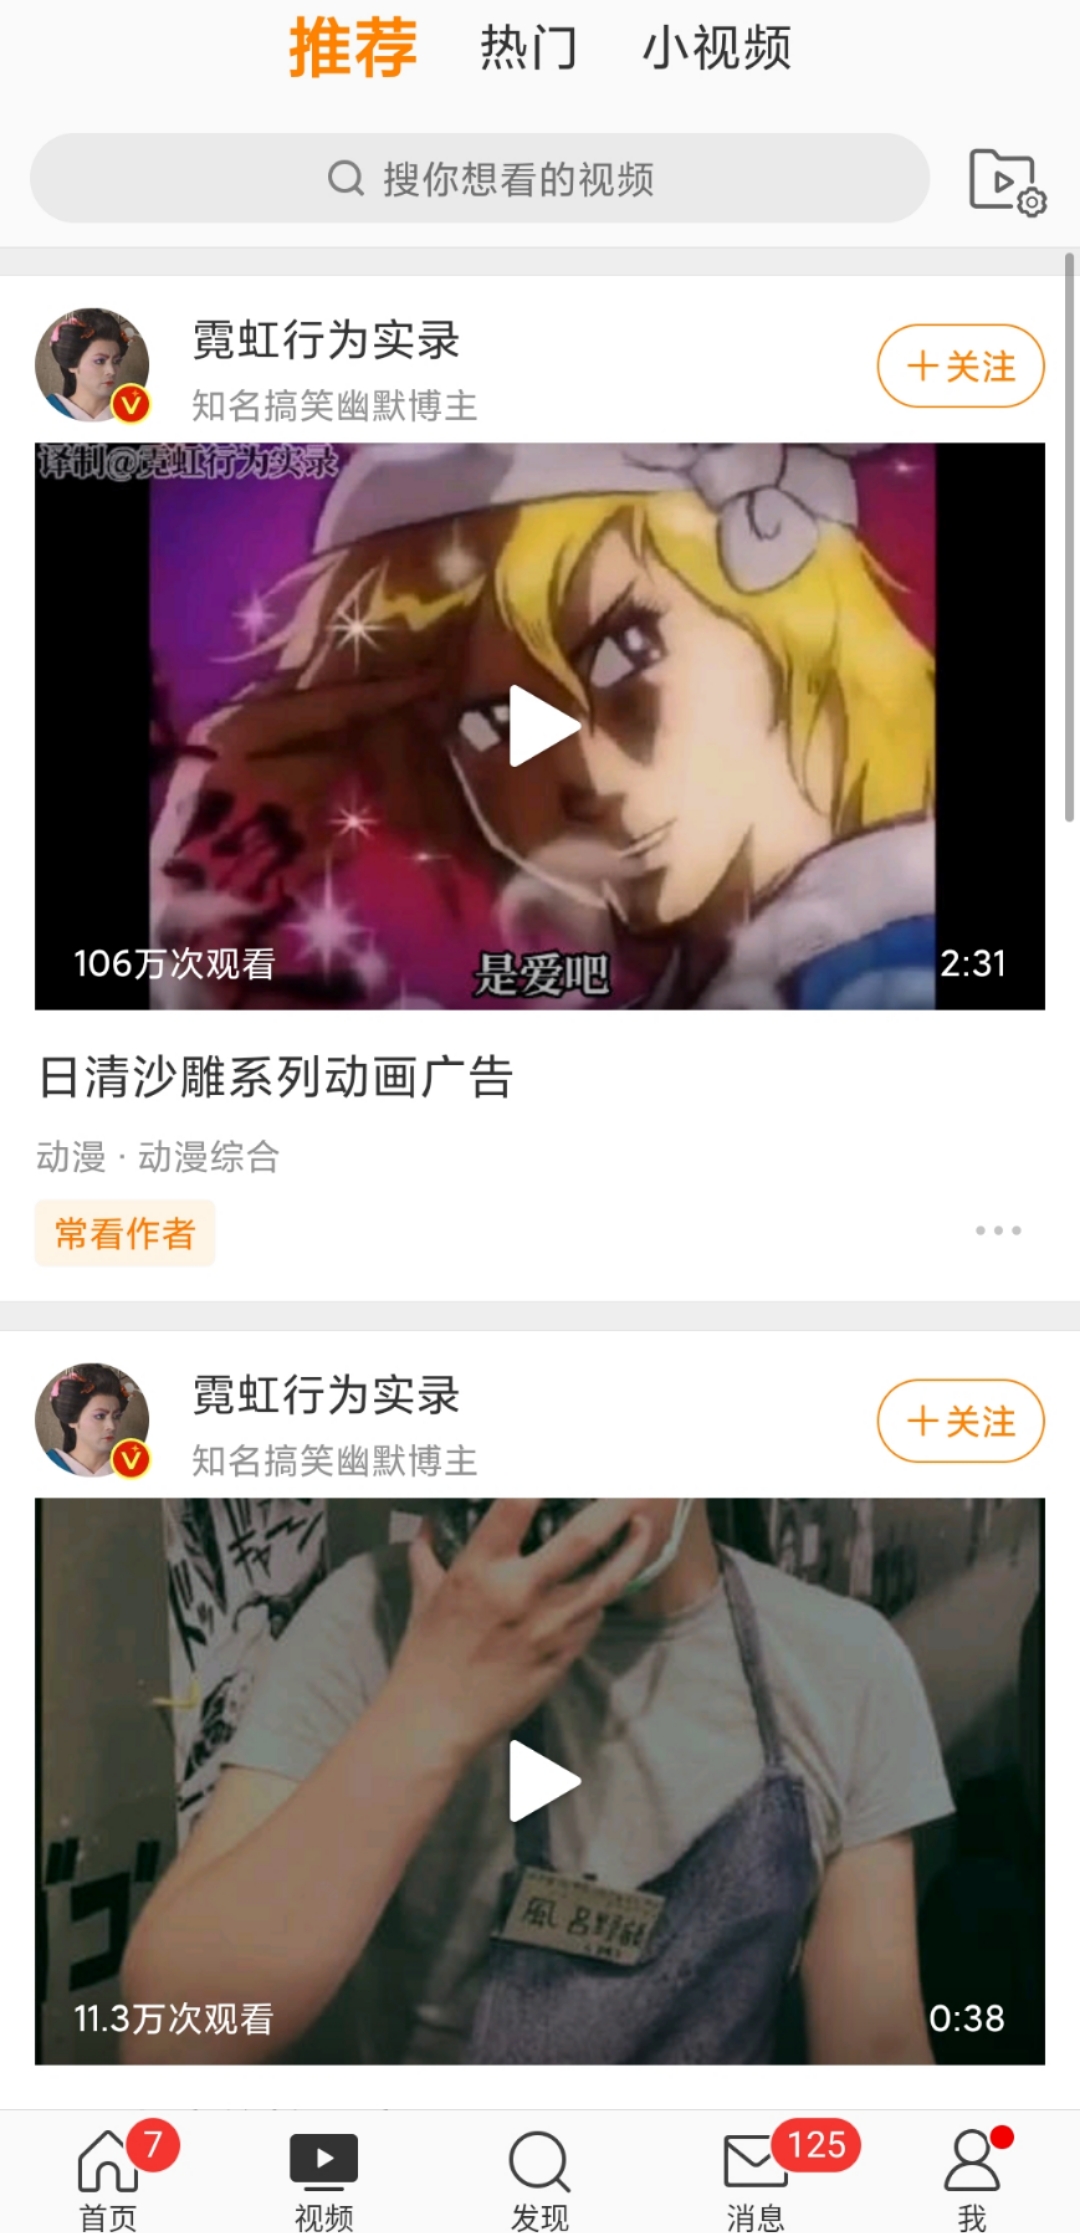 推荐 热门 小视频
搜你想看的视频
霓虹行为实录
知名搞笑幽默博主
+关注
译制@霓虹行为实录
是爱吧
106万次观看
2:31
日清沙雕系列动画广告
动漫 · 动漫综合
常看作者
霓虹行为实录
知名搞笑幽默博主
+关注
11.3万次观看
0:38
7
125
首页
视频
发现
消息
我